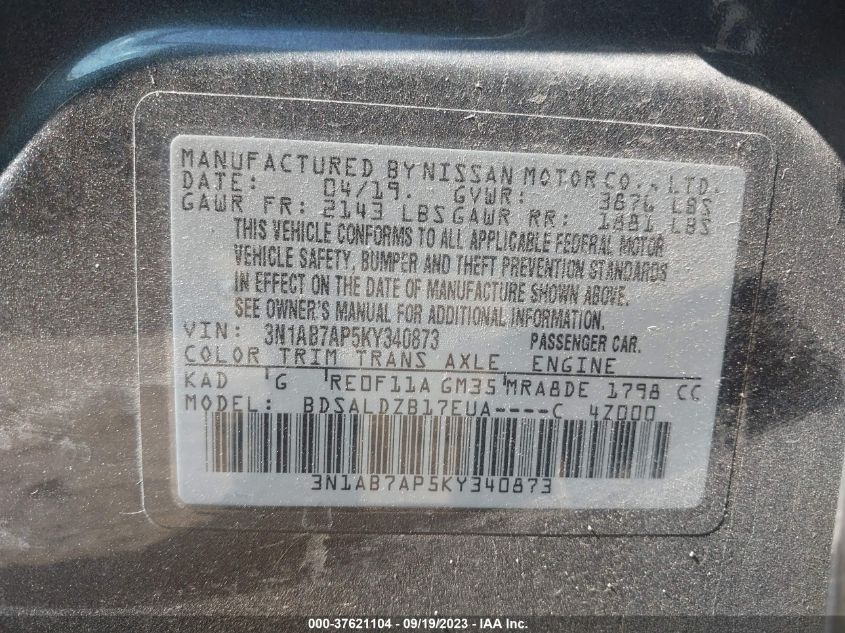 MANUFACTURED BY NISSAN MOTOR CO., LTD.
DATE: 04/19. GVWR: 3676 LBS
GAWR FR: 2143 LBS GAWR RR: 1881 LBS
THIS VEHICLE CONFORMS TO ALL APPLICABLE FEDERAL MOTOR
VEHICLE SAFETY, BUMPER AND THEFT PREVENTION STANDARDS
IN EFFECT ON THE DATE OF MANUFACTURE SHOWN ABOVE.
SEE OWNER'S MANUAL FOR ADDITIONAL INFORMATION.
VIN: 3N1AB7AP5KY340873 PASSENGER CAR.
COLOR TRIM TRANS AXLE ENGINE
KAD G RE0F11A GM35 MRA8DE 1798 CC
MODEL: BDSALDZB17EUA----C 4Z000
3N1AB7AP5KY340873
000-37621104 - 09/19/2023 - IAA Inc.